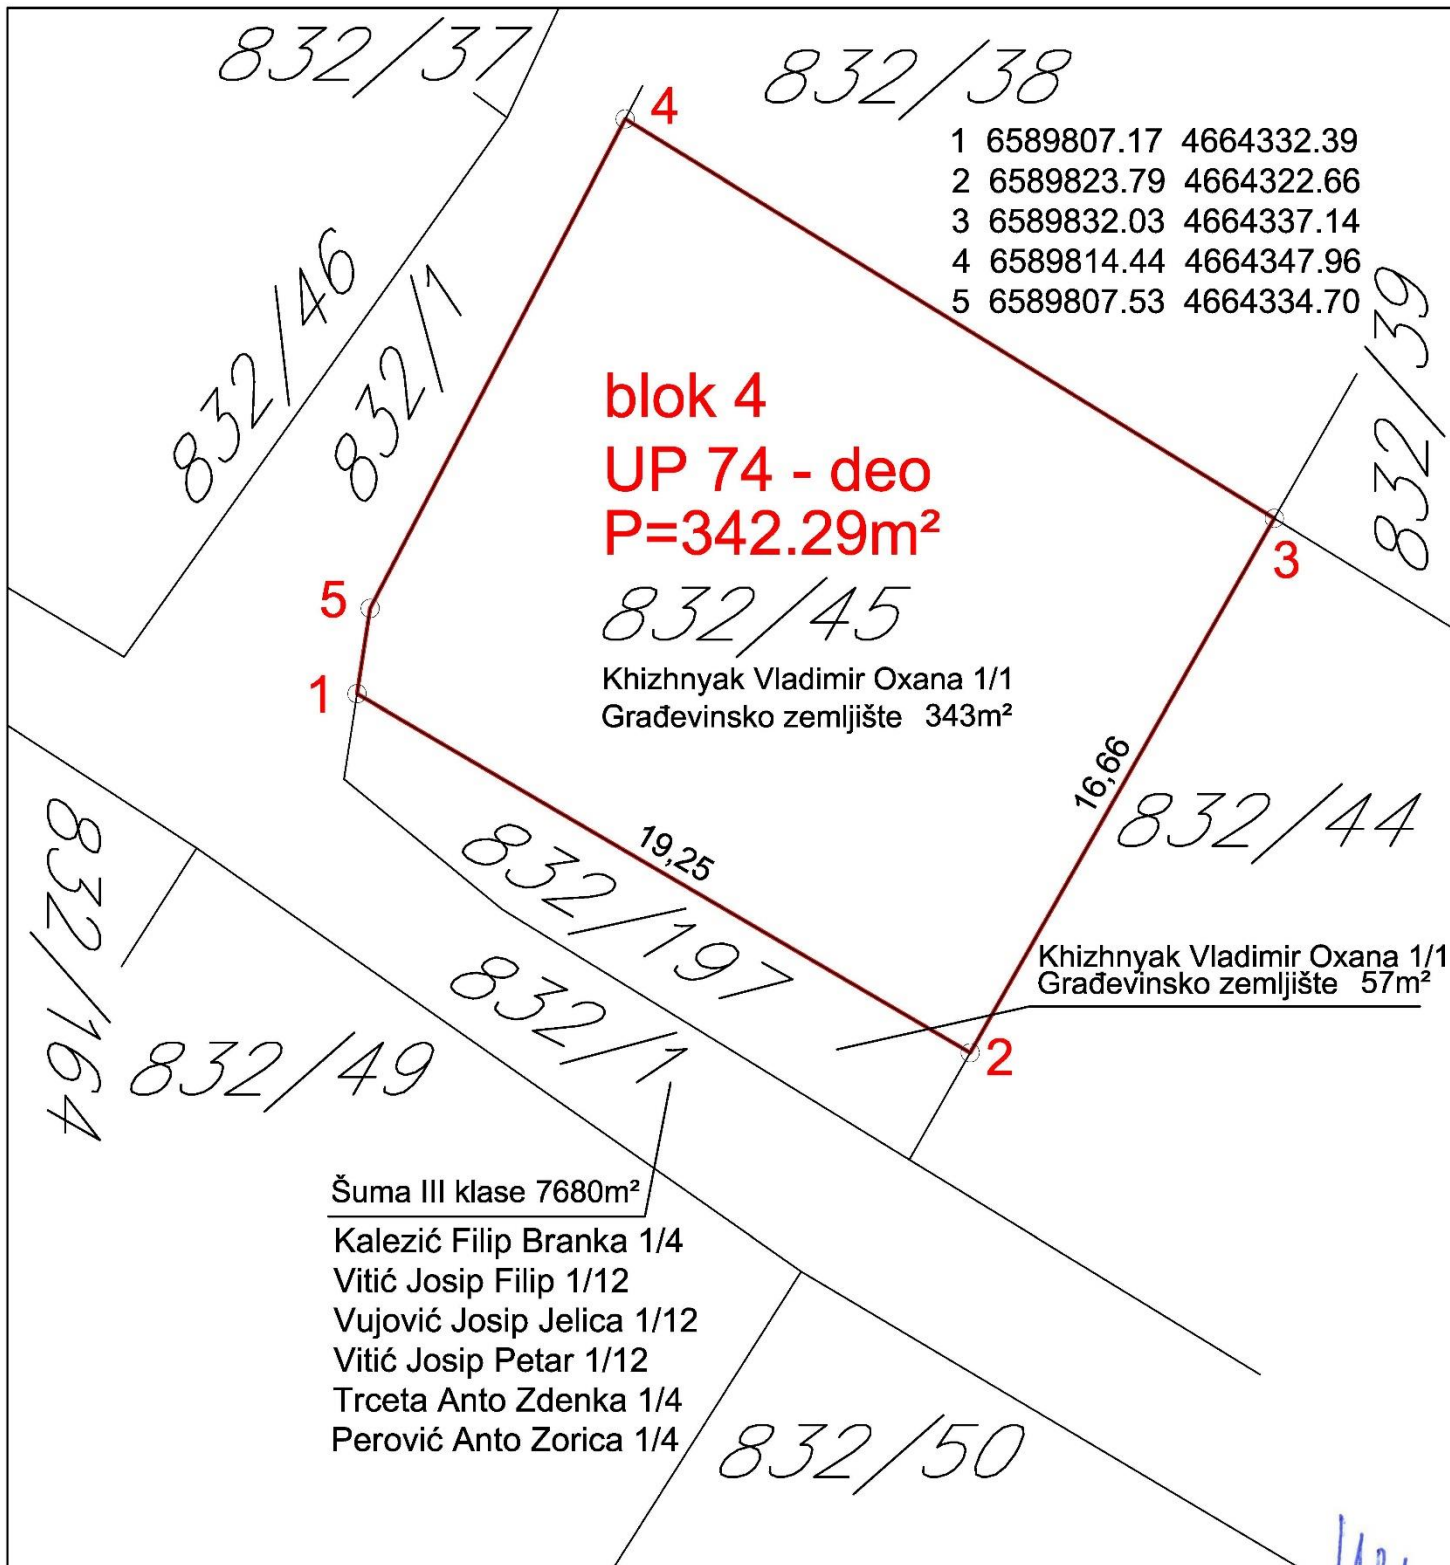 832/37
832/38
4
1 6589807.17 4664332.39
2 6589823.79 4664322.66
3 6589832.03 4664337.14
4 6589814.44 4664347.96
5 6589807.53 4664334.70
832/46
832/1
832/39
blok 4
UP 74 - deo
P=342.29m²
3
5
832/45
1
Khizhnyak Vladimir Oxana 1/1
Građevinsko zemljište 343m²
16,66
832/44
19,25
832/164
832/197
832/1
Khizhnyak Vladimir Oxana 1/1
Građevinsko zemljište 57m²
2
832/49
Šuma III klase 7680m²
Kalezić Filip Branka 1/4
Vitić Josip Filip 1/12
Vujović Josip Jelica 1/12
Vitić Josip Petar 1/12
Trceta Anto Zdenka 1/4
Perović Anto Zorica 1/4
832/50